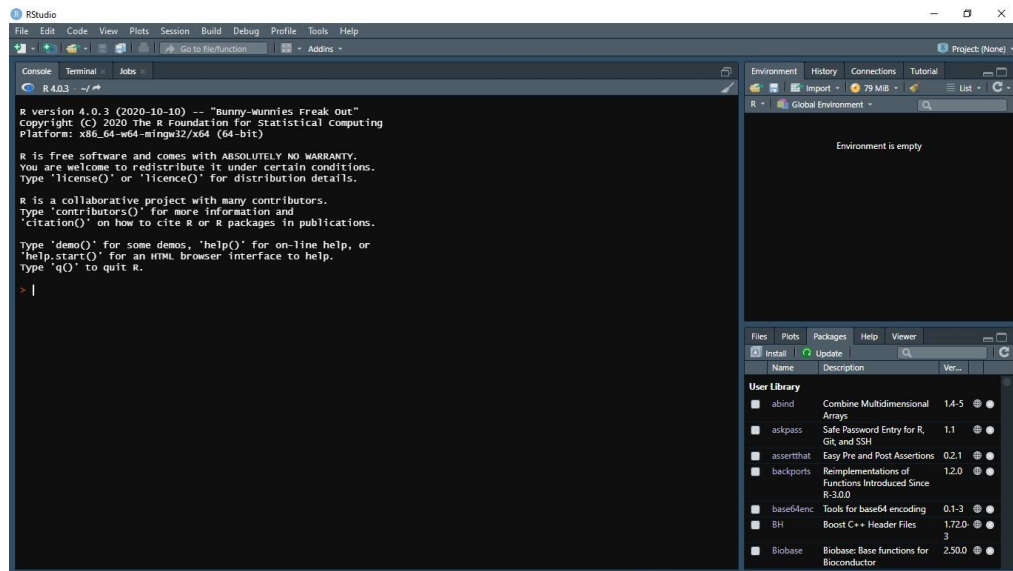 RStudio
File Edit Code View Plots Session Build Debug Profile Tools Help
Go to file/function Addins Project: (None)
Console Terminal Jobs
R 4.0.3 · ~/
R version 4.0.3 (2020-10-10) -- "Bunny-Wunnies Freak Out"
Copyright (C) 2020 The R Foundation for Statistical Computing
Platform: x86_64-w64-mingw32/x64 (64-bit)
R is free software and comes with ABSOLUTELY NO WARRANTY.
You are welcome to redistribute it under certain conditions.
Type 'license()' or 'licence()' for distribution details.
R is a collaborative project with many contributors.
Type 'contributors()' for more information and
'citation()' on how to cite R or R packages in publications.
Type 'demo()' for some demos, 'help()' for on-line help, or
'help.start()' for an HTML browser interface to help.
Type 'q()' to quit R.
>
Environment History Connections Tutorial
Import 79 MiB List
R Global Environment
Environment is empty
Files Plots Packages Help Viewer
Install Update
Name Description Ver...
User Library
abind Combine Multidimensional 1.4-5
Arrays
askpass Safe Password Entry for R, 1.1
Git, and SSH
assertthat Easy Pre and Post Assertions 0.2.1
backports Reimplementations of 1.2.0
Functions Introduced Since
R-3.0.0
base64enc Tools for base64 encoding 0.1-3
BH Boost C++ Header Files 1.72.0-
3
Biobase Biobase: Base functions for 2.50.0
Bioconductor